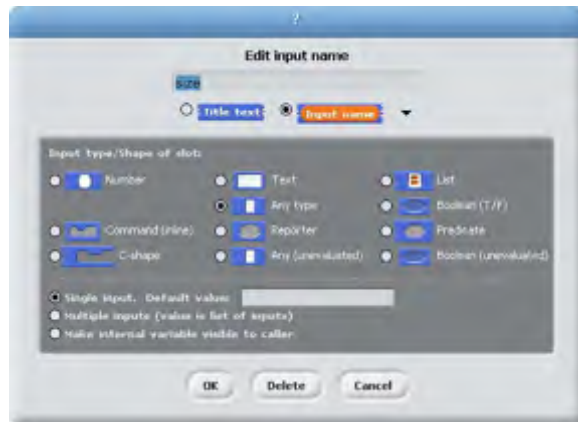 ?
Edit input name
size
Title text Input name
Input type/Shape of slot:
Number Text List
Any type Boolean (T/F)
Command (inline) Reporter Predicate
C-shape Any (unevaluated) Boolean (unevaluated)
Single input. Default value:
Multiple inputs (value is list of inputs)
Make internal variable visible to caller
OK Delete Cancel